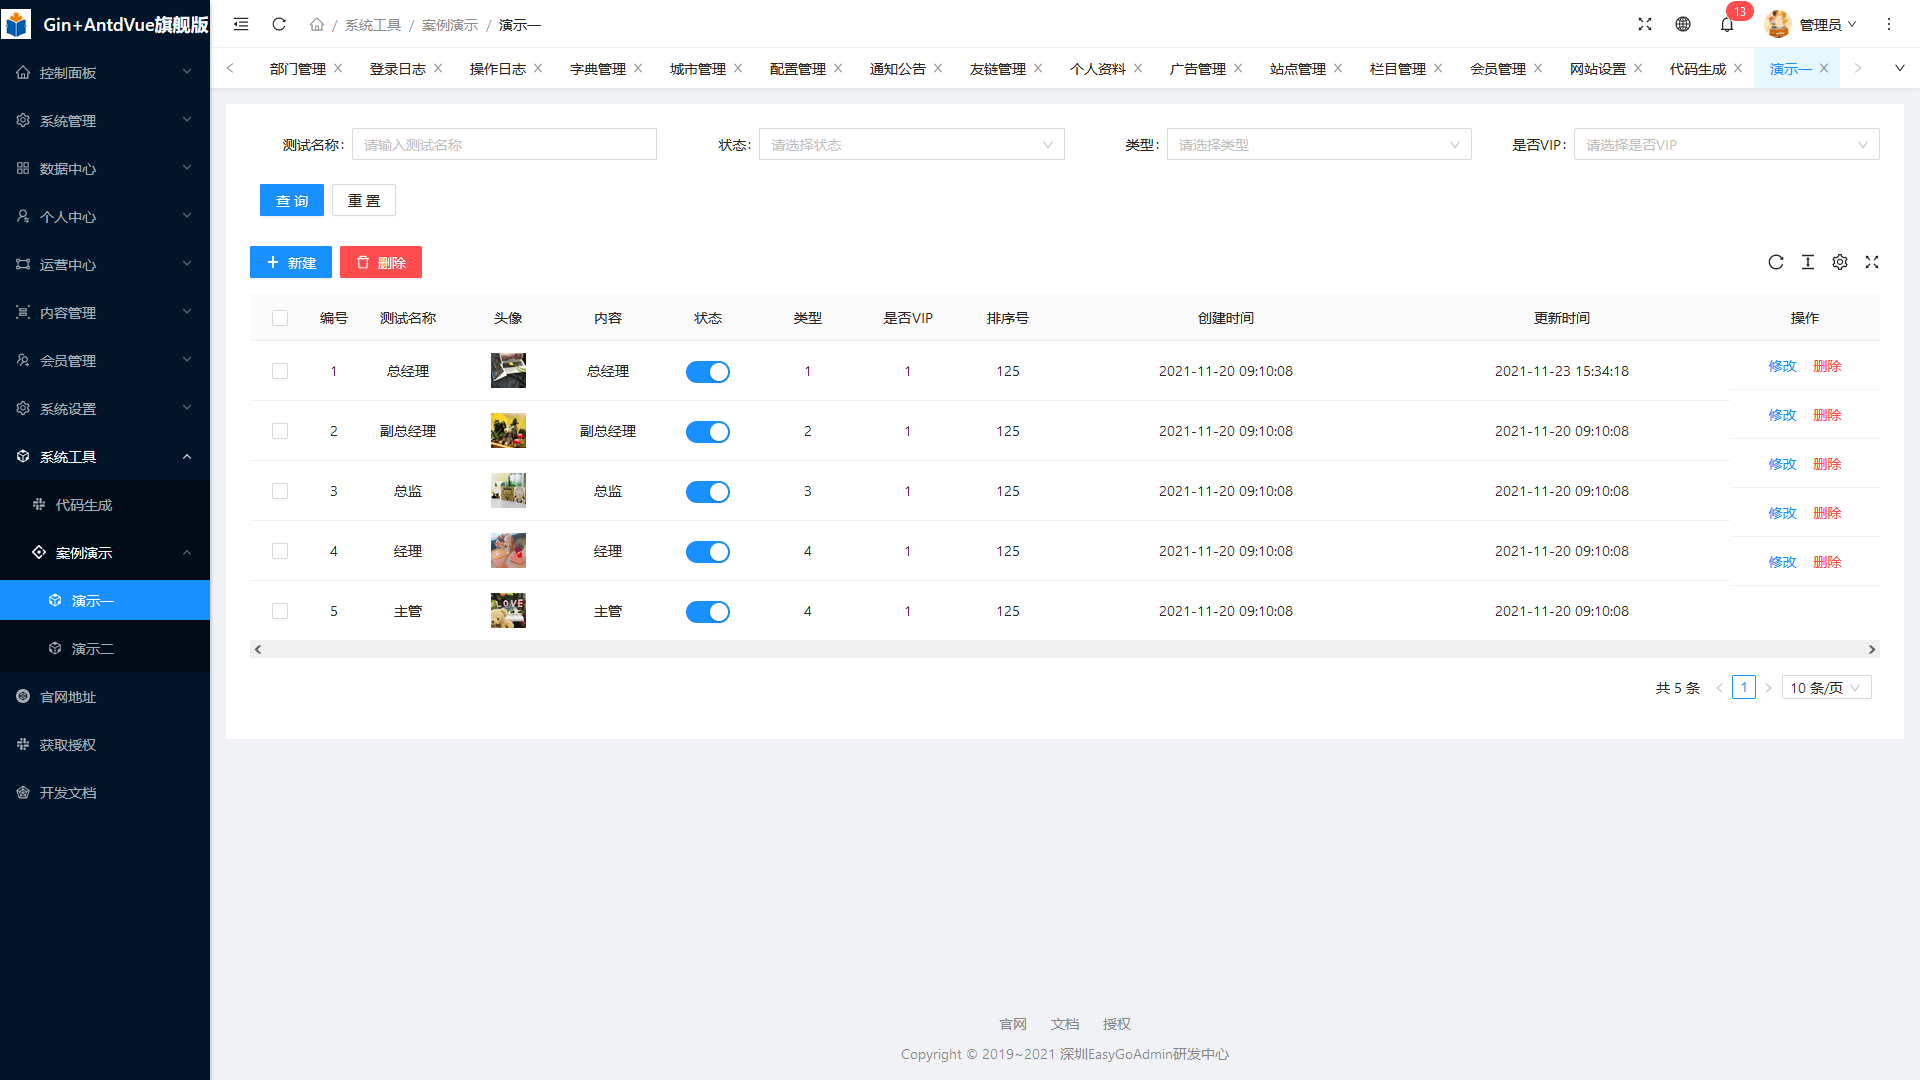 Gin+AntdVue旗舰版
控制面板
系统管理
数据中心
个人中心
运营中心
内容管理
会员管理
系统设置
系统工具
代码生成
案例演示
演示一
演示二
官网地址
获取授权
开发文档
/ 系统工具 / 案例演示 / 演示一
13
管理员
部门管理 登录日志 操作日志 字典管理 城市管理 配置管理 通知公告 友链管理 个人资料 广告管理 站点管理 栏目管理 会员管理 网站设置 代码生成 演示一
测试名称: 请输入测试名称 状态: 请选择状态 类型: 请选择类型 是否VIP: 请选择是否VIP
查 询 重 置
新建 删除
编号 测试名称 头像 内容 状态 类型 是否VIP 排序号 创建时间 更新时间 操作
1 总经理 总经理 1 1 125 2021-11-20 09:10:08 2021-11-23 15:34:18 修改 删除
2 副总经理 副总经理 2 1 125 2021-11-20 09:10:08 2021-11-20 09:10:08 修改 删除
3 总监 总监 3 1 125 2021-11-20 09:10:08 2021-11-20 09:10:08 修改 删除
4 经理 经理 4 1 125 2021-11-20 09:10:08 2021-11-20 09:10:08 修改 删除
5 主管 LOVE 主管 4 1 125 2021-11-20 09:10:08 2021-11-20 09:10:08 修改 删除
共 5 条 1 10 条/页
官网 文档 授权
Copyright © 2019~2021 深圳EasyGoAdmin研发中心